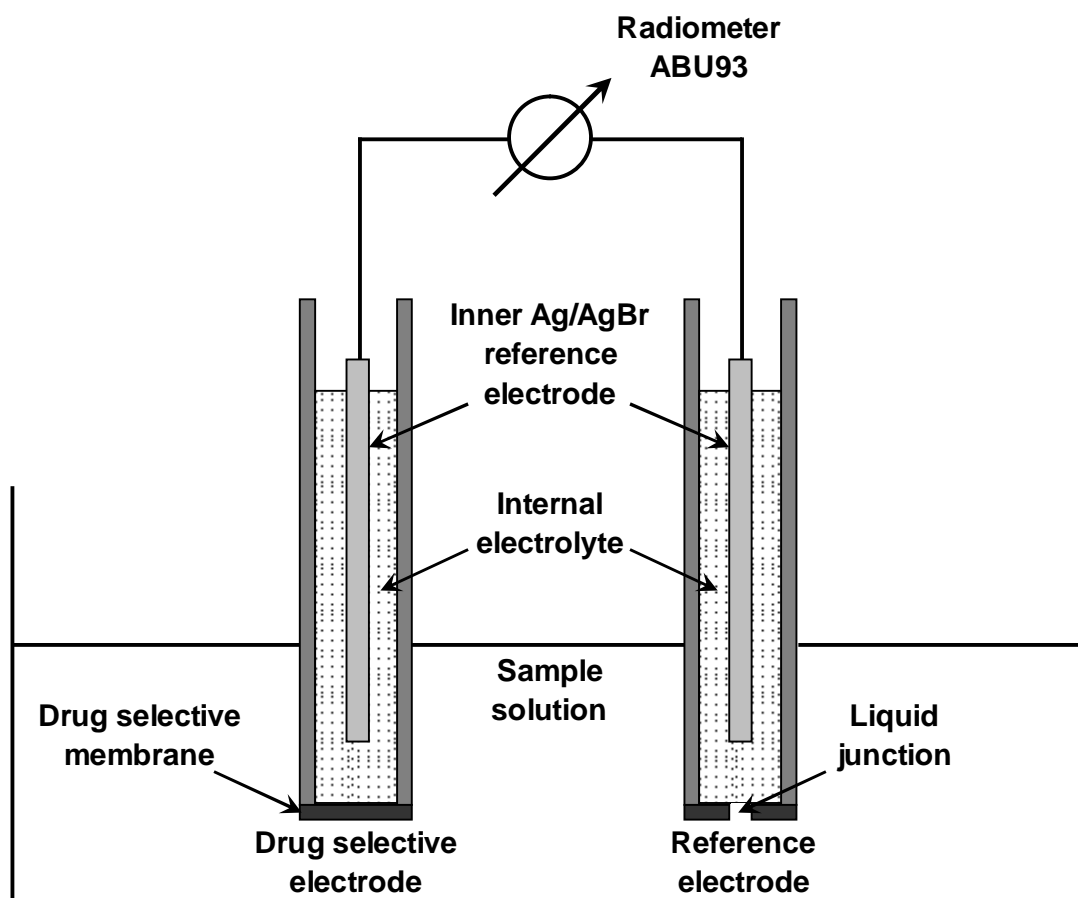 Radiometer
ABU93
Inner Ag/AgBr
reference
electrode
Internal
electrolyte
Sample
solution
Drug selective
membrane
Liquid
junction
Drug selective
electrode
Reference
electrode